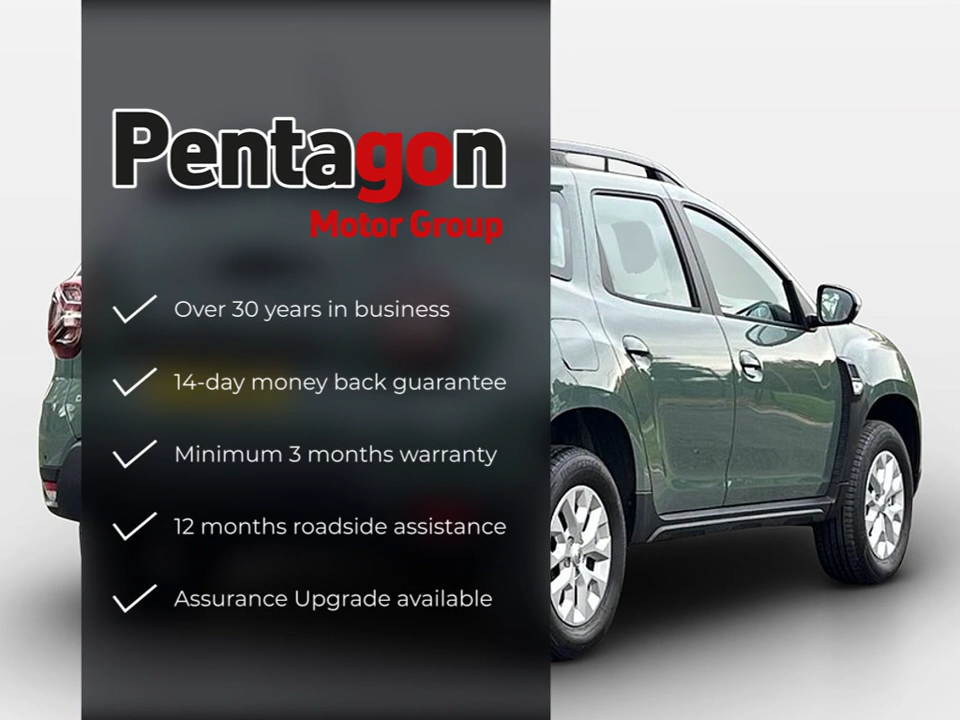 Pentagon
Motor Group
Over 30 years in business
14-day money back guarantee
Minimum 3 months warranty
12 months roadside assistance
Assurance Upgrade available